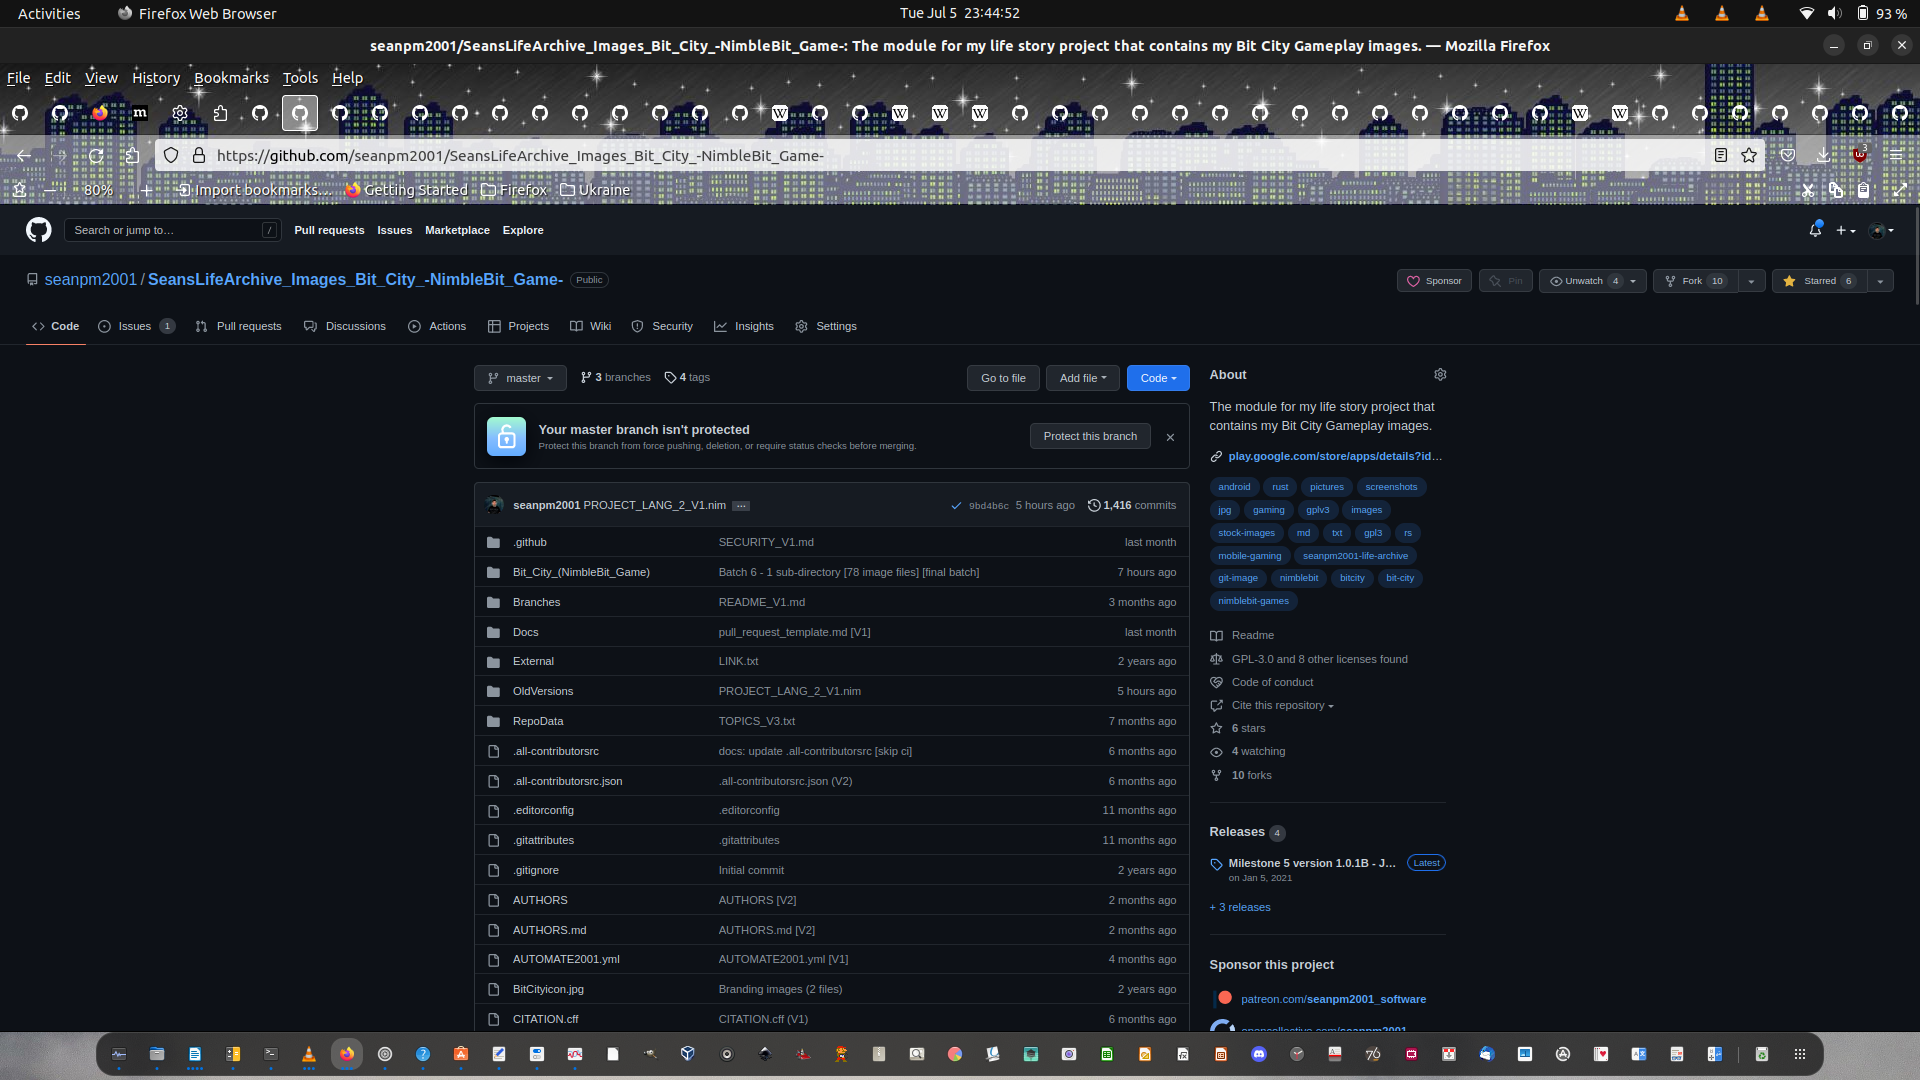 Activities Firefox Web Browser Tue Jul 5 23:44:52 93 %
seanpm2001/SeansLifeArchive_Images_Bit_City_-NimbleBit_Game-: The module for my life story project that contains my Bit City Gameplay images. — Mozilla Firefox
File Edit View History Bookmarks Tools Help
https://github.com/seanpm2001/SeansLifeArchive_Images_Bit_City_-NimbleBit_Game- 3
80% Import bookmarks... Getting Started Firefox Ukraine
Search or jump to… / Pull requests Issues Marketplace Explore
seanpm2001 / SeansLifeArchive_Images_Bit_City_-NimbleBit_Game- Public Sponsor Pin Unwatch 4 Fork 10 Starred 6
Code Issues 1 Pull requests Discussions Actions Projects Wiki Security Insights Settings
master 3 branches 4 tags Go to file Add file Code
Your master branch isn't protected
Protect this branch from force pushing, deletion, or require status checks before merging.
Protect this branch
seanpm2001 PROJECT_LANG_2_V1.nim ... 9bd4b6c 5 hours ago 1,416 commits
.github SECURITY_V1.md last month
Bit_City_(NimbleBit_Game) Batch 6 - 1 sub-directory [78 image files] [final batch] 7 hours ago
Branches README_V1.md 3 months ago
Docs pull_request_template.md [V1] last month
External LINK.txt 2 years ago
OldVersions PROJECT_LANG_2_V1.nim 5 hours ago
RepoData TOPICS_V3.txt 7 months ago
.all-contributorsrc docs: update .all-contributorsrc [skip ci] 6 months ago
.all-contributorsrc.json .all-contributorsrc.json (V2) 6 months ago
.editorconfig .editorconfig 11 months ago
.gitattributes .gitattributes 11 months ago
.gitignore Initial commit 2 years ago
AUTHORS AUTHORS [V2] 2 months ago
AUTHORS.md AUTHORS.md [V2] 2 months ago
AUTOMATE2001.yml AUTOMATE2001.yml [V1] 4 months ago
BitCityicon.jpg Branding images (2 files) 2 years ago
CITATION.cff CITATION.cff (V1) 6 months ago
About
The module for my life story project that
contains my Bit City Gameplay images.
play.google.com/store/apps/details?id…
android rust pictures screenshots
jpg gaming gplv3 images
stock-images md txt gpl3 rs
mobile-gaming seanpm2001-life-archive
git-image nimblebit bitcity bit-city
nimblebit-games
Readme
GPL-3.0 and 8 other licenses found
Code of conduct
Cite this repository
6 stars
4 watching
10 forks
Releases 4
Milestone 5 version 1.0.1B - J… Latest
on Jan 5, 2021
+ 3 releases
Sponsor this project
patreon.com/seanpm2001_software
opencollective.com/seanpm2001